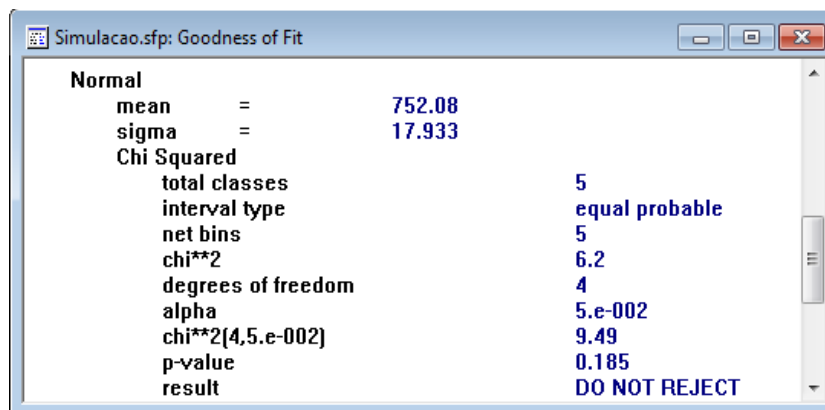 Simulacao.sfp: Goodness of Fit
Normal
mean = 752.08
sigma = 17.933
Chi Squared
total classes 5
interval type equal probable
net bins 5
chi**2 6.2
degrees of freedom 4
alpha 5.e-002
chi**2(4,5.e-002) 9.49
p-value 0.185
result DO NOT REJECT